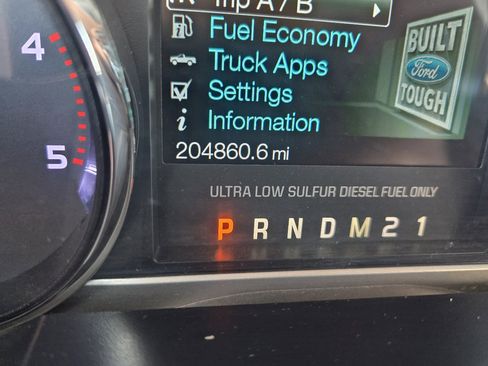 Trip A / B
Fuel Economy
Truck Apps
Settings
Information
204860.6 mi
BUILT
Ford
TOUGH
ULTRA LOW SULFUR DIESEL FUEL ONLY
P R N D M 2 1
4
5